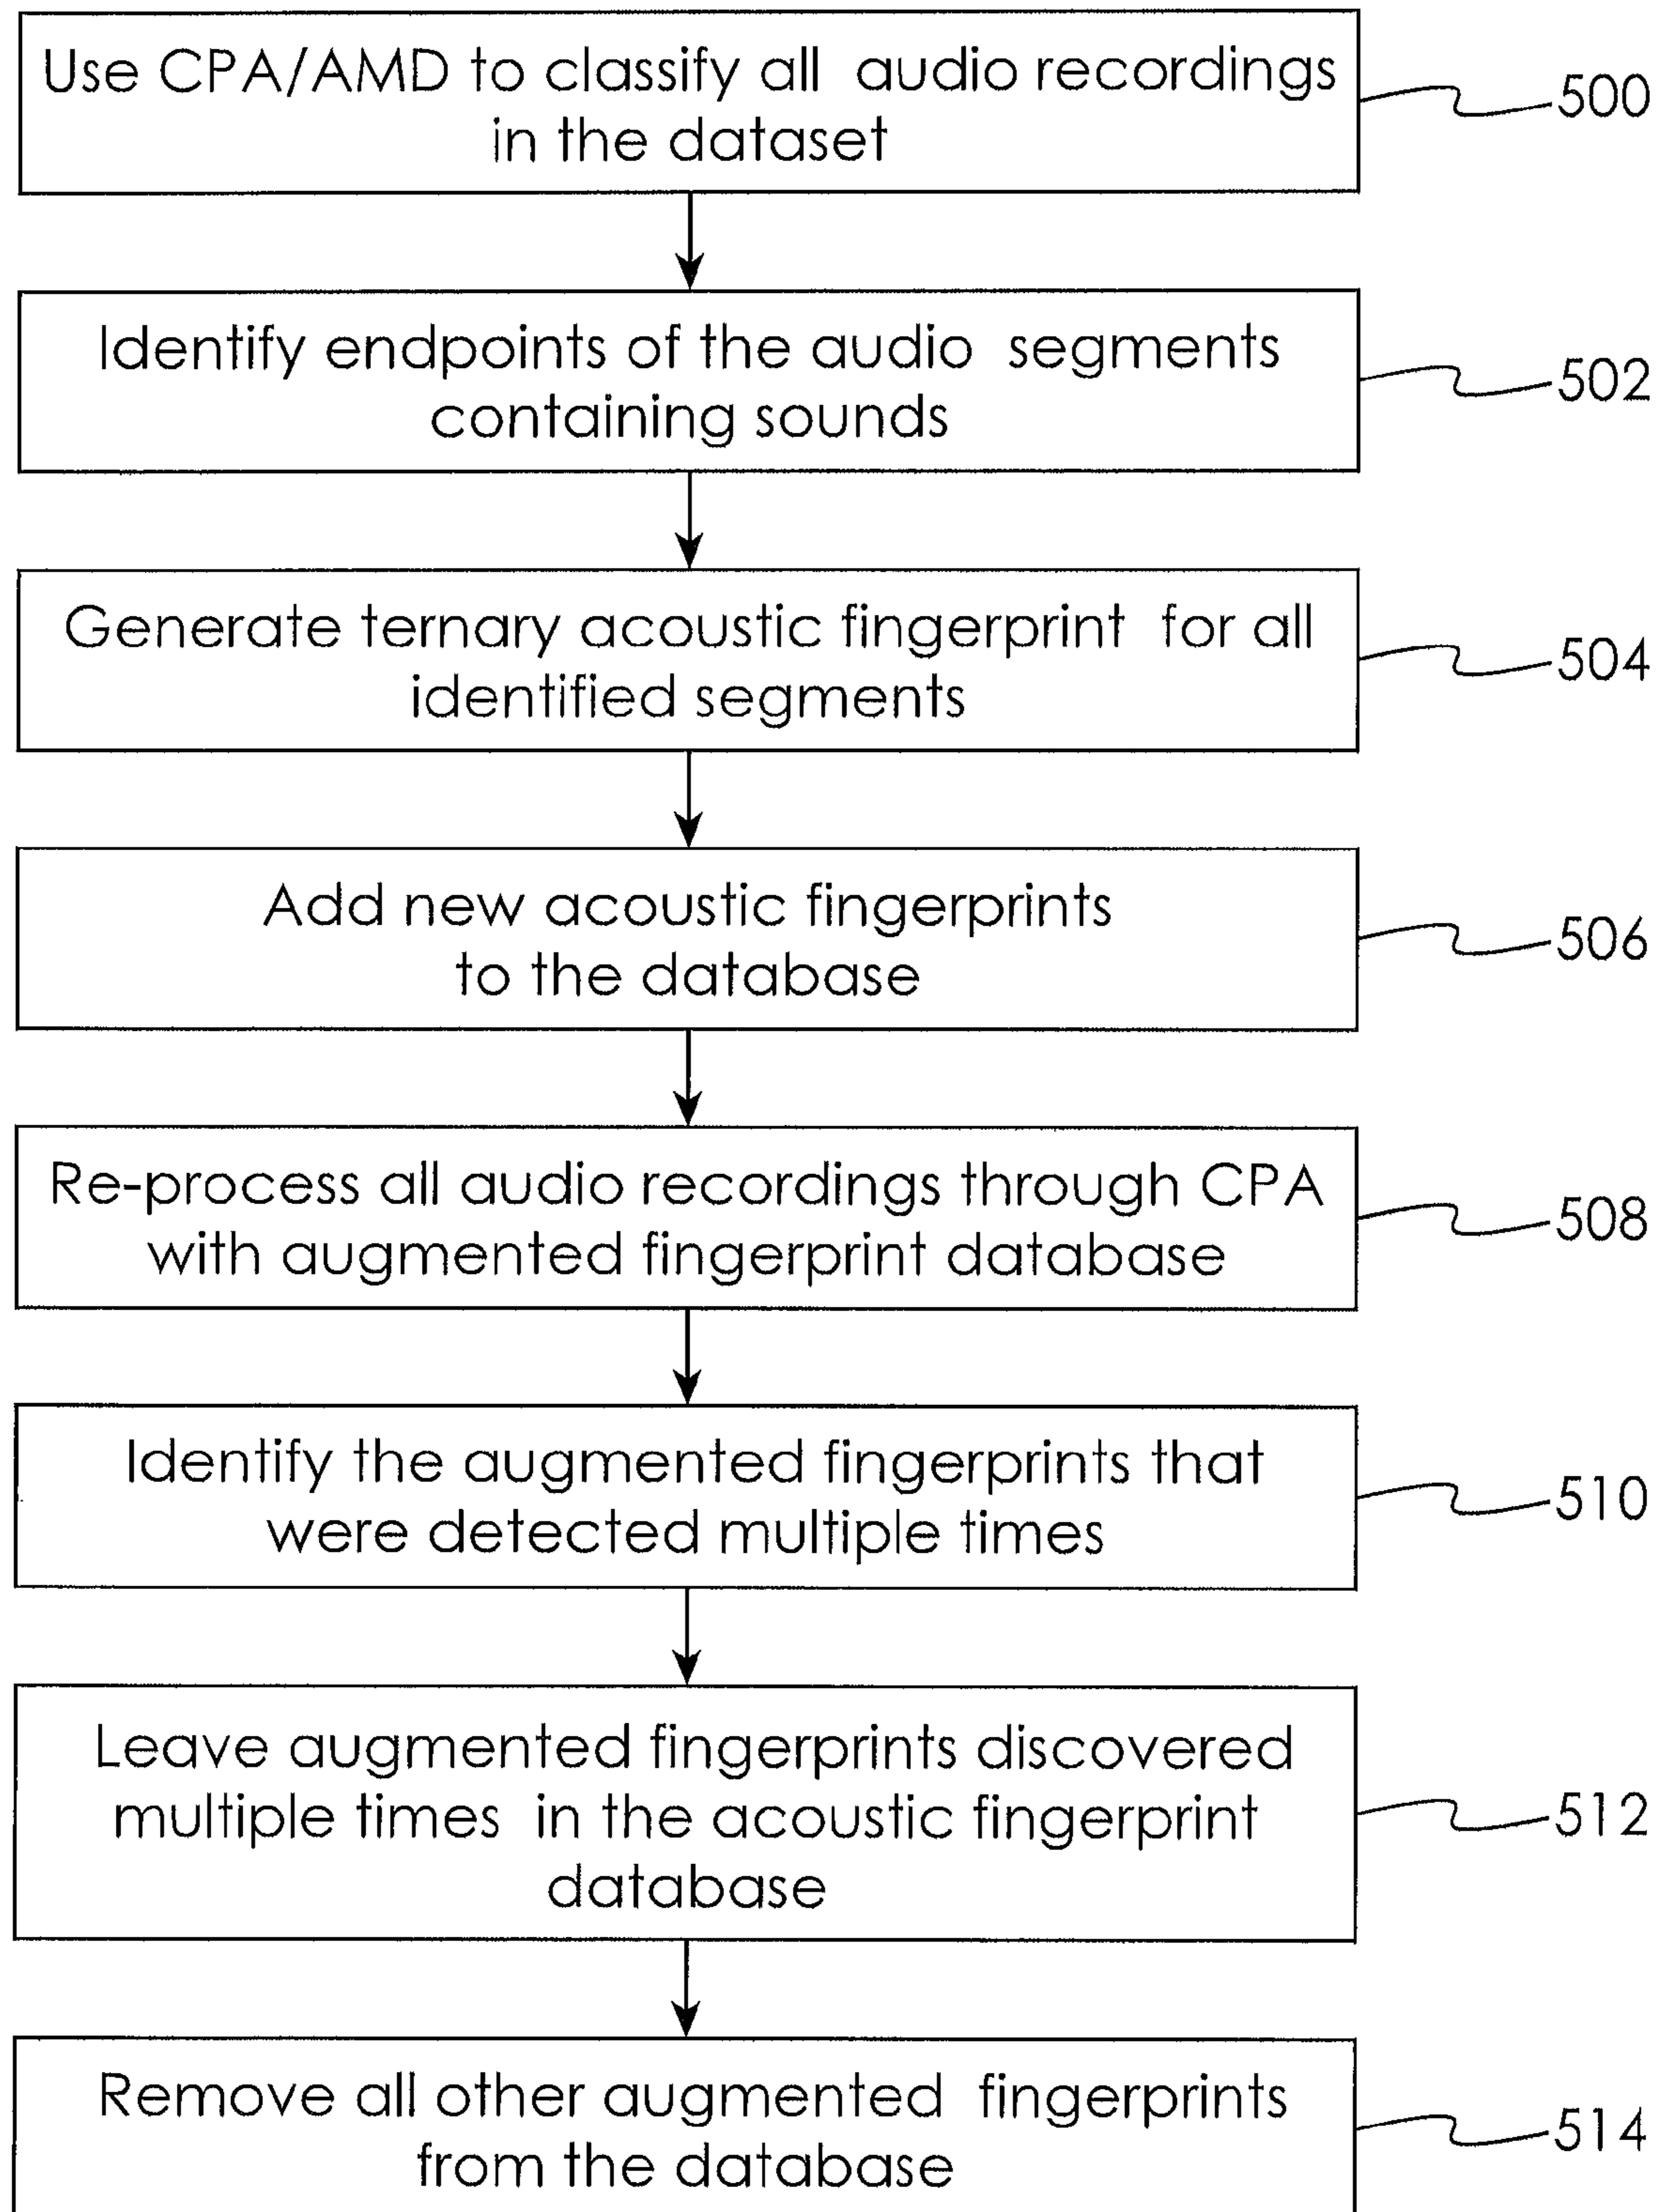 Use CPA/AMD to classify all audio recordings
in the dataset
500
Identify endpoints of the audio segments
containing sounds
502
Generate ternary acoustic fingerprint for all
identified segments
504
Add new acoustic fingerprints
to the database
506
Re-process all audio recordings through CPA
with augmented fingerprint database
508
Identify the augmented fingerprints that
were detected multiple times
510
Leave augmented fingerprints discovered
multiple times in the acoustic fingerprint
database
512
Remove all other augmented fingerprints
from the database
514